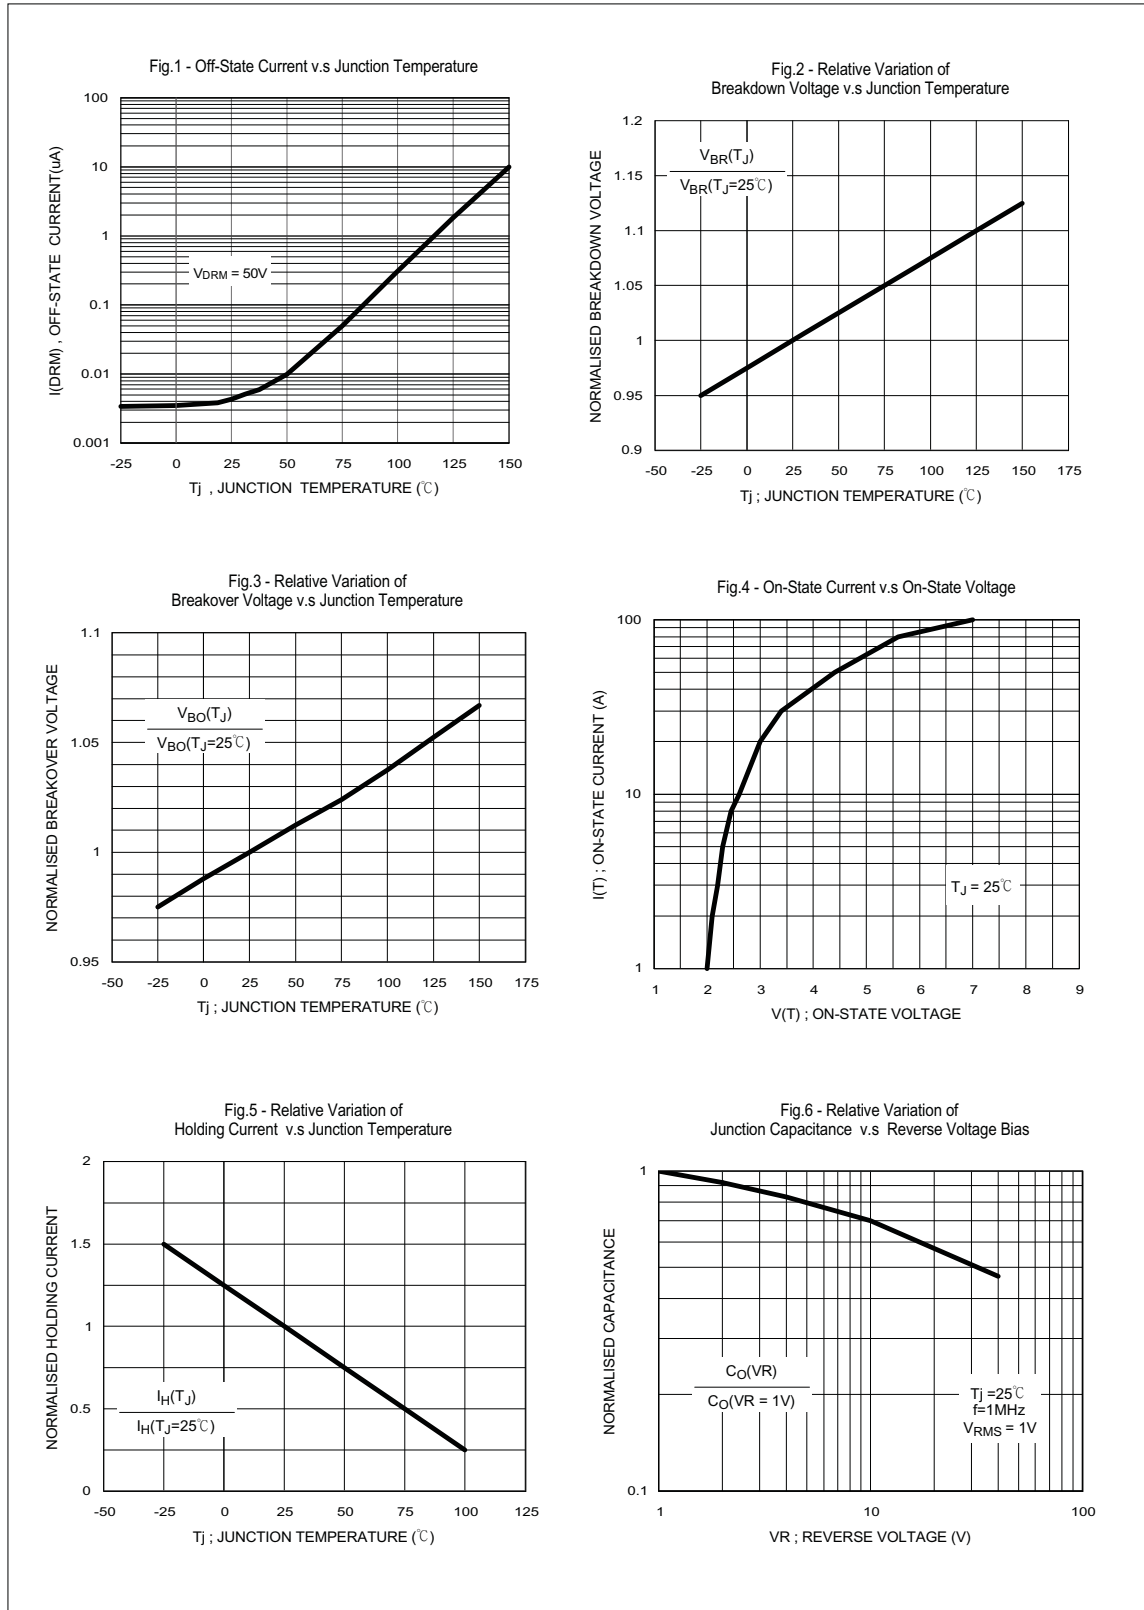 Fig.1 - Off-State Current v.s Junction Temperature
100
10
1
0.1
0.01
0.001
I(DRM) , OFF-STATE CURRENT(uA)
VDRM = 50V
-25 0 25 50 75 100 125 150
Tj , JUNCTION TEMPERATURE (℃)
Fig.2 - Relative Variation of
Breakdown Voltage v.s Junction Temperature
1.2
1.15
1.1
1.05
1
0.95
0.9
NORMALISED BREAKDOWN VOLTAGE
VBR(TJ)
VBR(TJ=25℃)
-50 -25 0 25 50 75 100 125 150 175
Tj ; JUNCTION TEMPERATURE (℃)
Fig.3 - Relative Variation of
Breakover Voltage v.s Junction Temperature
1.1
1.05
1
0.95
NORMALISED BREAKOVER VOLTAGE
VBO(TJ)
VBO(TJ=25℃)
-50 -25 0 25 50 75 100 125 150 175
Tj ; JUNCTION TEMPERATURE (℃)
Fig.4 - On-State Current v.s On-State Voltage
100
10
1
I(T) ; ON-STATE CURRENT (A)
TJ = 25℃
1 2 3 4 5 6 7 8 9
V(T) ; ON-STATE VOLTAGE
Fig.5 - Relative Variation of
Holding Current v.s Junction Temperature
2
1.5
1
0.5
0
NORMALISED HOLDING CURRENT
IH(TJ)
IH(TJ=25℃)
-50 -25 0 25 50 75 100 125
Tj ; JUNCTION TEMPERATURE (℃)
Fig.6 - Relative Variation of
Junction Capacitance v.s Reverse Voltage Bias
1
0.1
NORMALISED CAPACITANCE
CO(VR)
CO(VR = 1V)
Tj =25℃
f=1MHz
VRMS = 1V
1 10 100
VR ; REVERSE VOLTAGE (V)